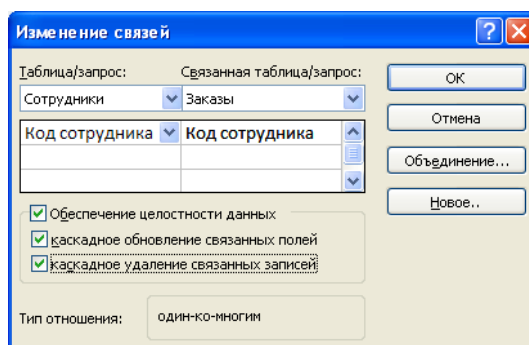 Изменение связей
Таблица/запрос: Связанная таблица/запрос:
Сотрудники Заказы
Код сотрудника Код сотрудника
Обеспечение целостности данных
каскадное обновление связанных полей
каскадное удаление связанных записей
Тип отношения: один-ко-многим
ОК
Отмена
Объединение...
Новое..